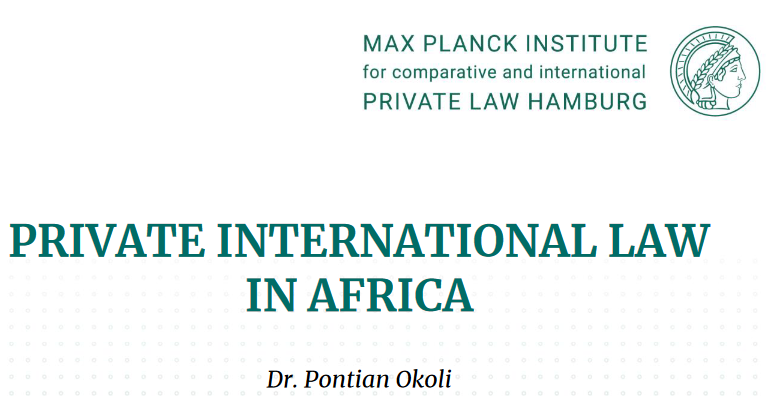 MAX PLANCK INSTITUTE
for comparative and international
PRIVATE LAW HAMBURG
PRIVATE INTERNATIONAL LAW
IN AFRICA
Dr. Pontian Okoli